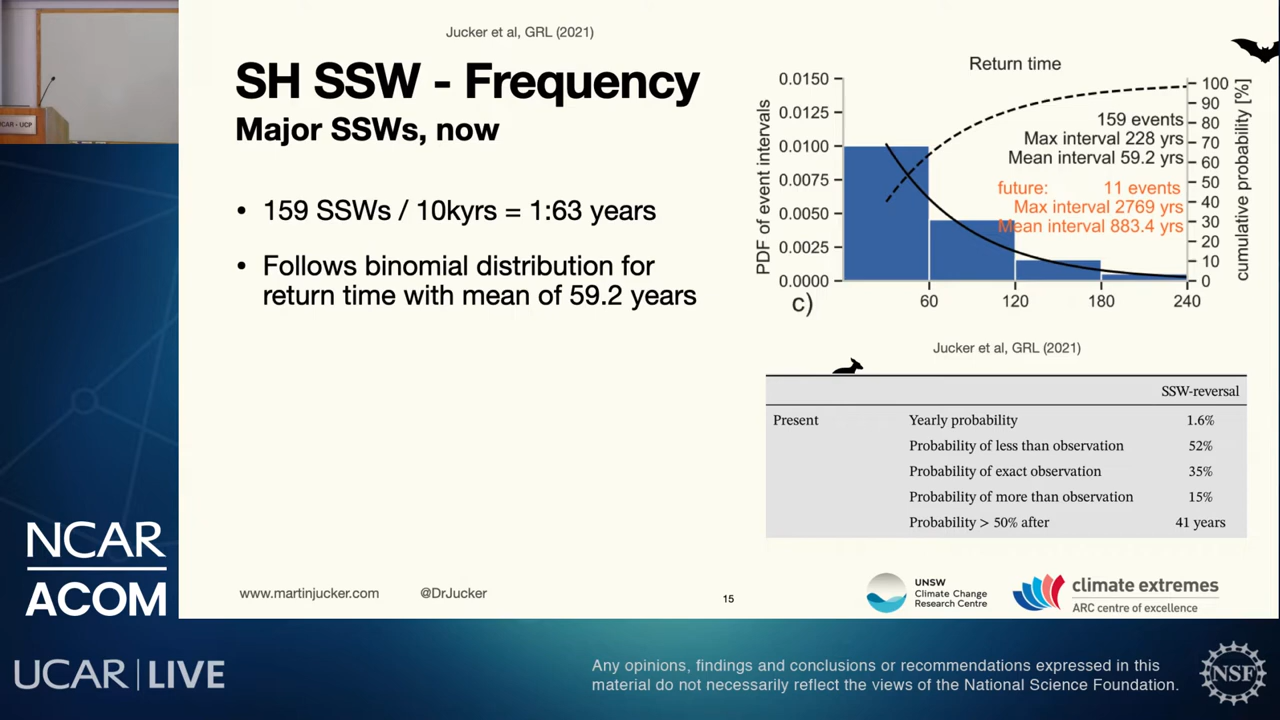 Jucker et al, GRL (2021)
SH SSW - Frequency
Major SSWs, now
• 159 SSWs / 10kyrs = 1:63 years
• Follows binomial distribution for
return time with mean of 59.2 years
Return time
PDF of event intervals
0.0150
0.0125
0.0100
0.0075
0.0050
0.0025
0.0000
60
120
180
240
100
90
80
70
60
50
40
30
20
10
0
cumulative probability [%]
159 events
Max interval 228 yrs
Mean interval 59.2 yrs
future: 11 events
Max interval 2769 yrs
Mean interval 883.4 yrs
c)
Jucker et al, GRL (2021)
SSW-reversal
Present Yearly probability 1.6%
Probability of less than observation 52%
Probability of exact observation 35%
Probability of more than observation 15%
Probability > 50% after 41 years
www.martinjucker.com @DrJucker
15
UNSW
Climate Change
Research Centre
climate extremes
ARC centre of excellence
NCAR
ACOM
UCAR | LIVE
Any opinions, findings and conclusions or recommendations expressed in this
material do not necessarily reflect the views of the National Science Foundation.
NSF
CAR - UCP